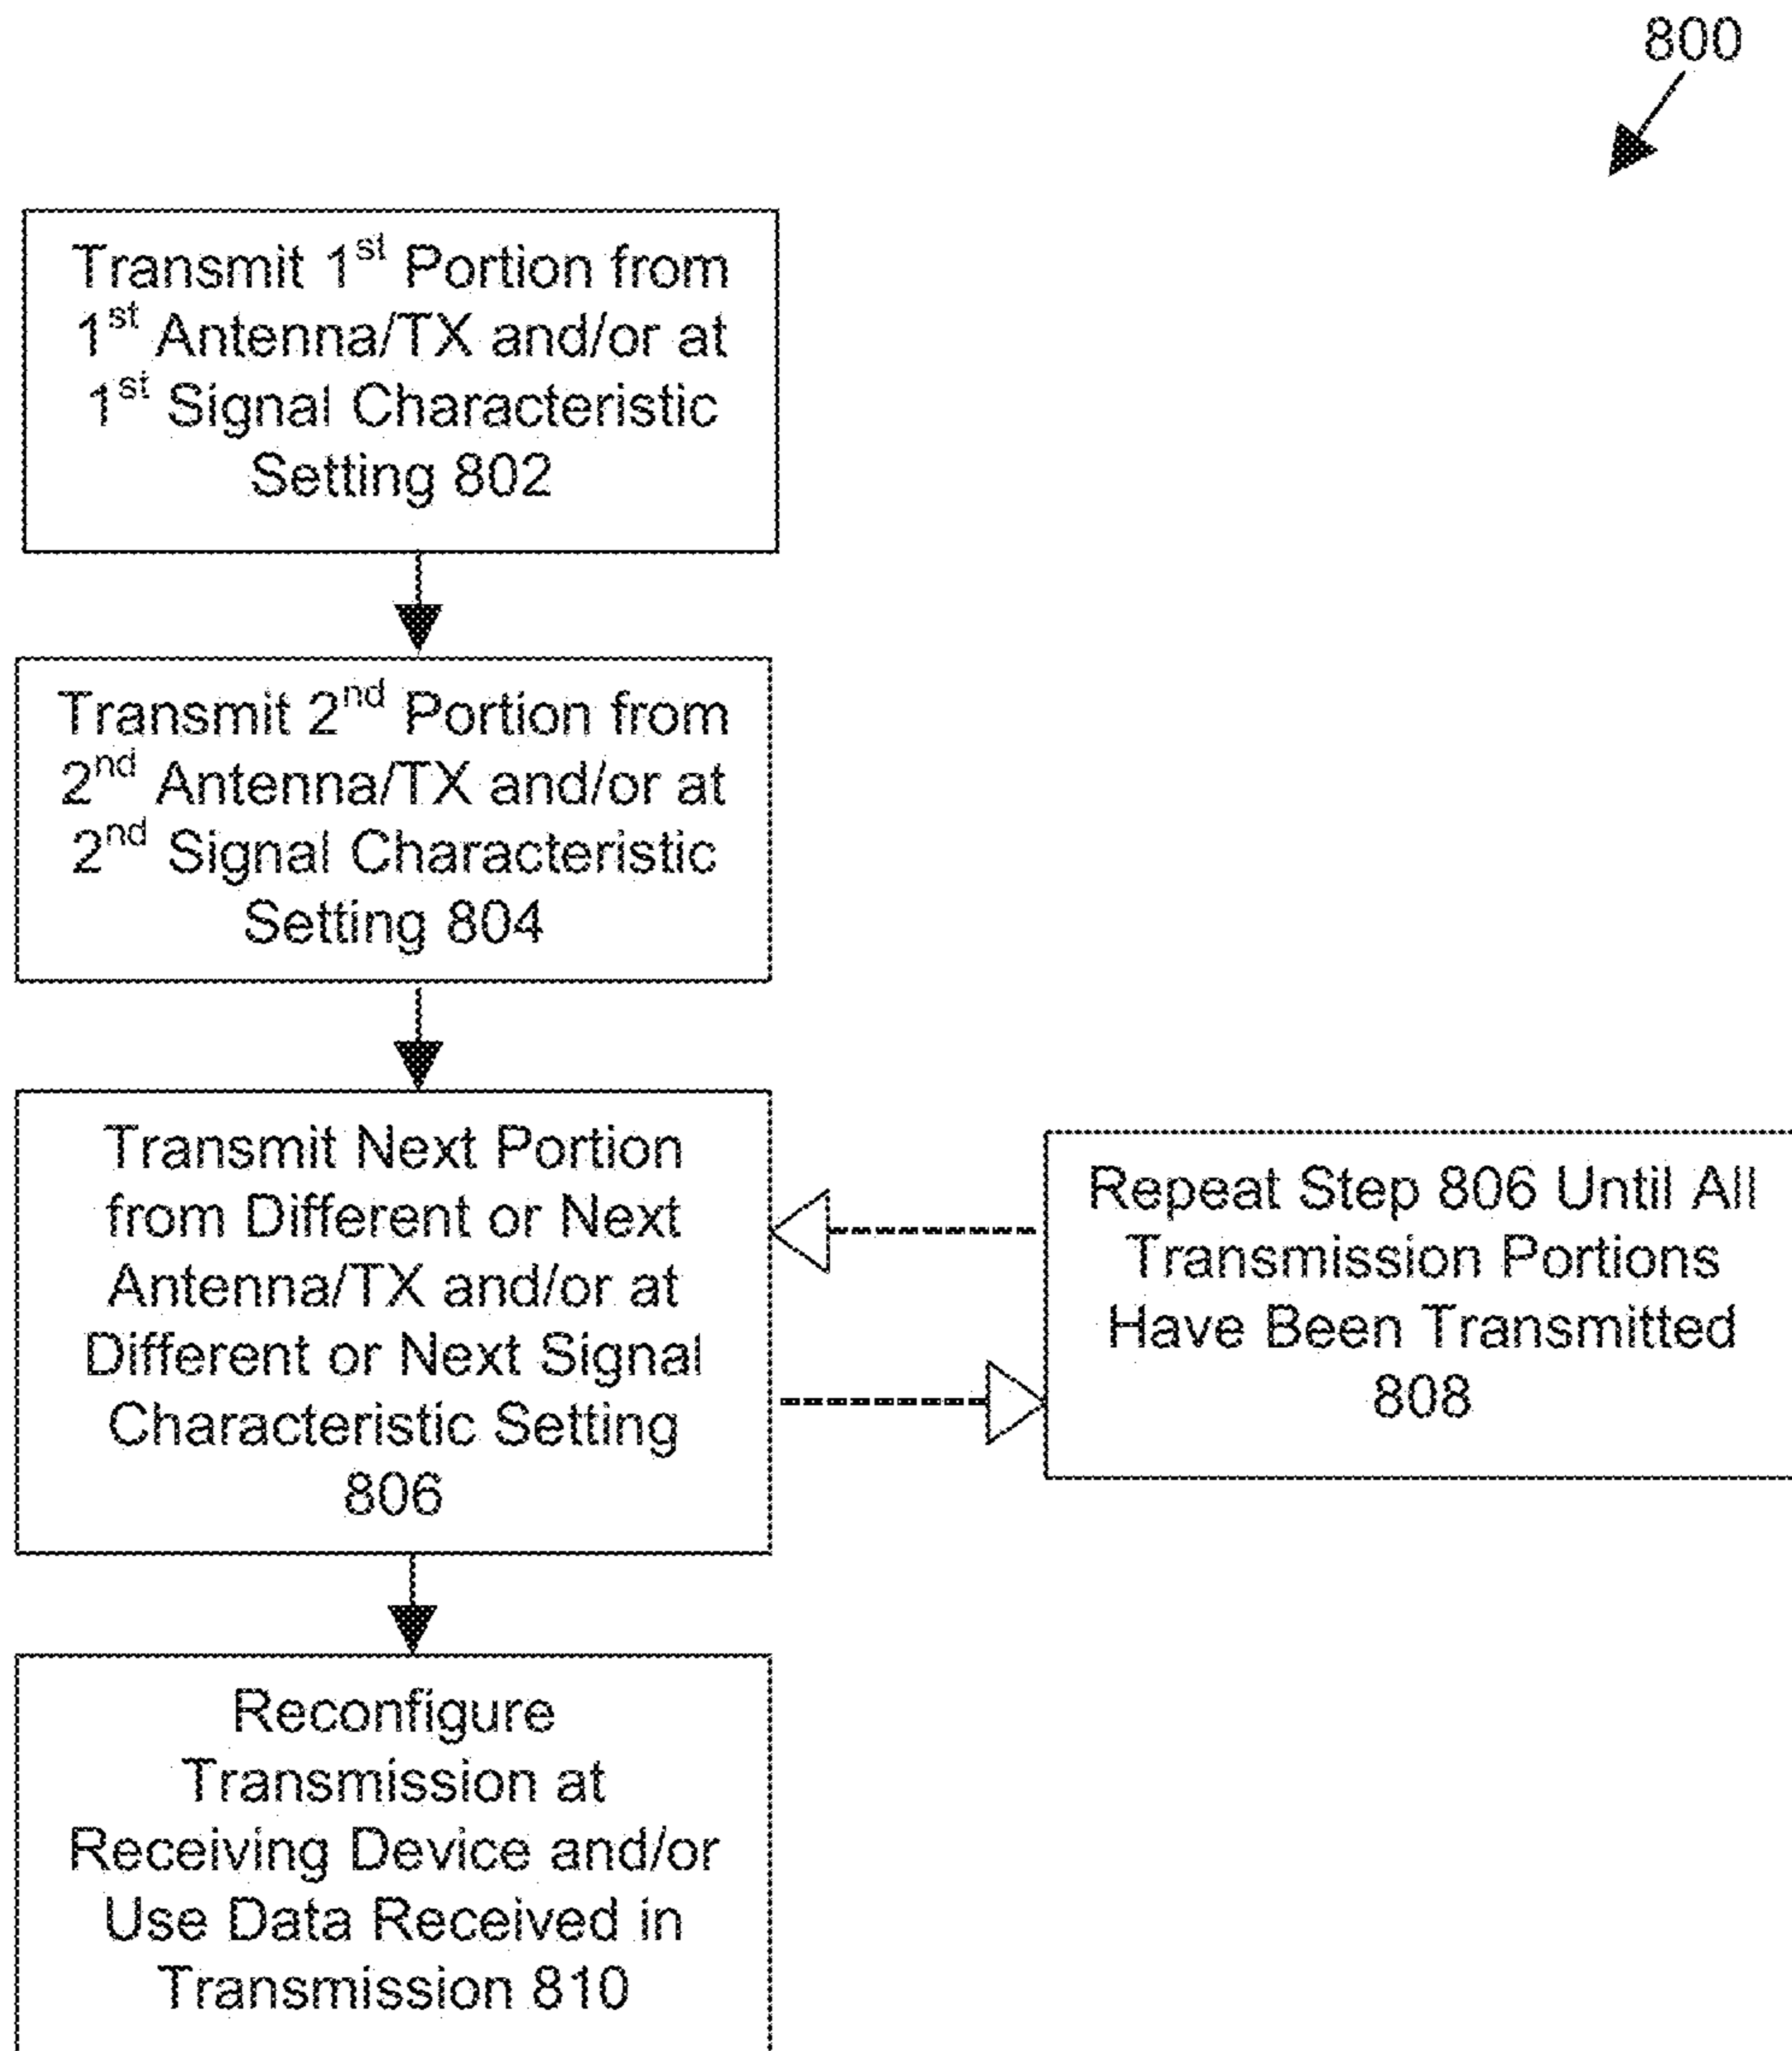 800
Transmit 1st Portion from
1st Antenna/TX and/or at
1st Signal Characteristic
Setting 802
Transmit 2nd Portion from
2nd Antenna/TX and/or at
2nd Signal Characteristic
Setting 804
Transmit Next Portion
from Different or Next
Antenna/TX and/or at
Different or Next Signal
Characteristic Setting
806
Repeat Step 806 Until All
Transmission Portions
Have Been Transmitted
808
Reconfigure
Transmission at
Receiving Device and/or
Use Data Received in
Transmission 810